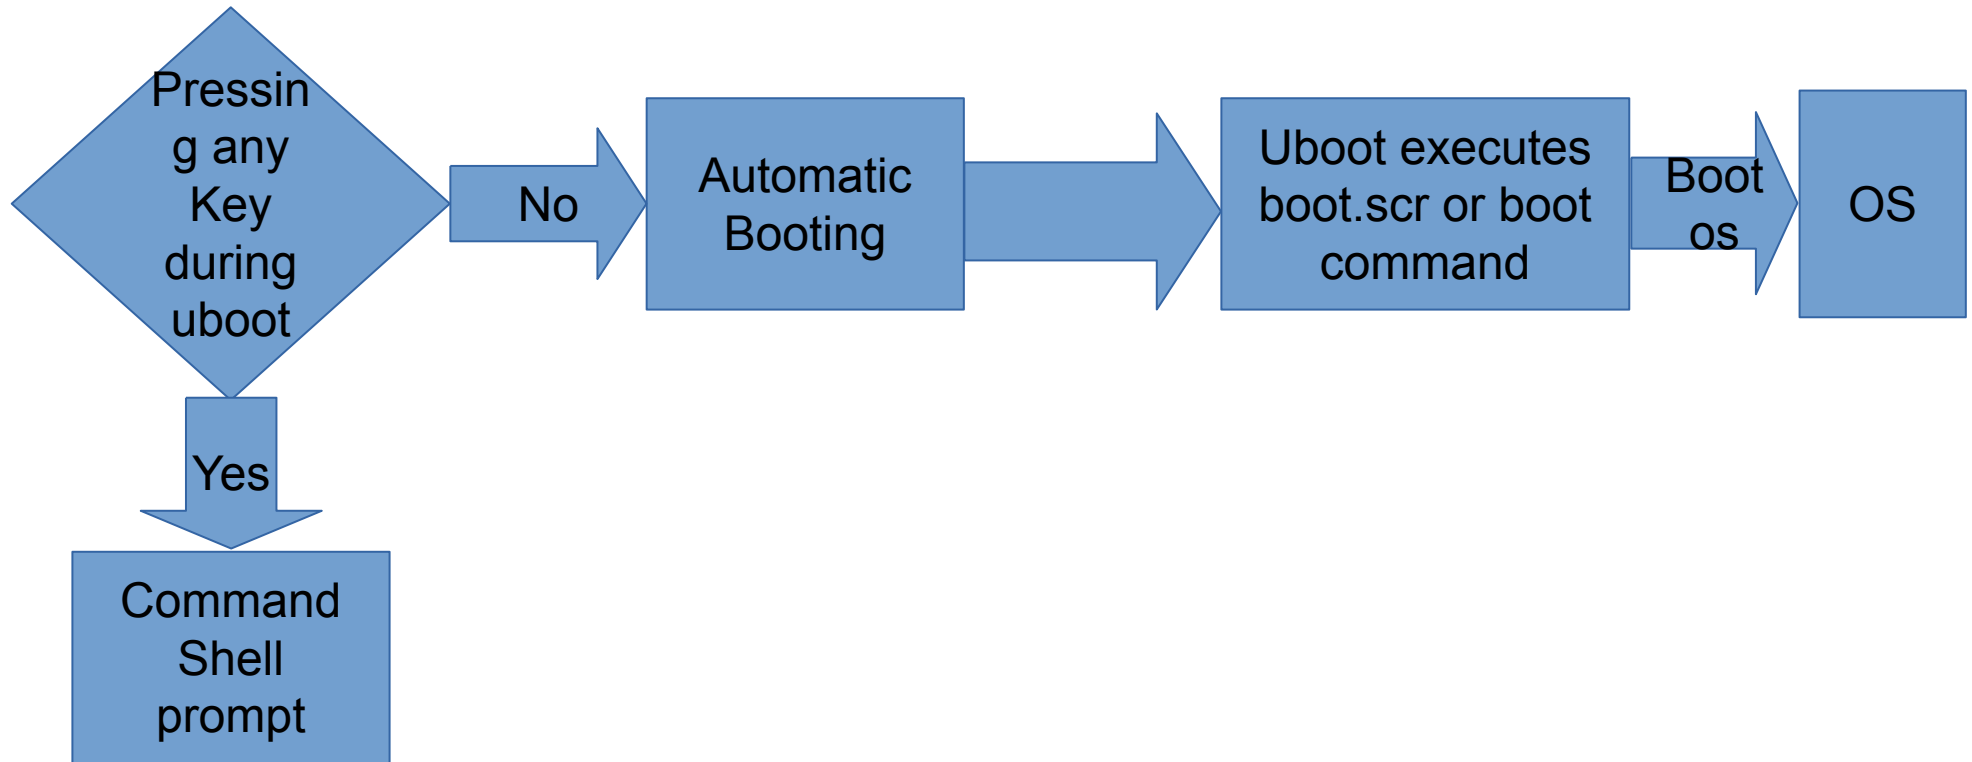 Pressin
g any
Key
during
uboot
No
Automatic
Booting
Uboot executes
boot.scr or boot
command
Boot
os
OS
Yes
Command
Shell
prompt